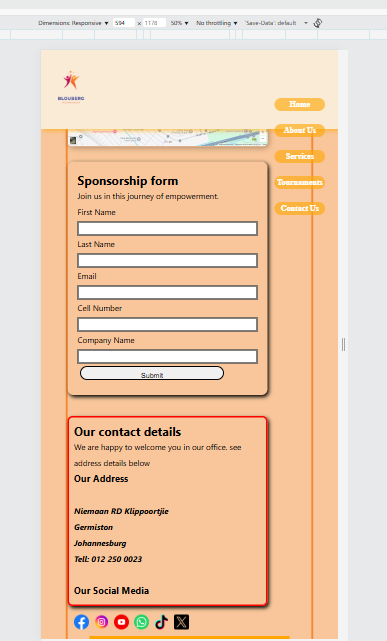 Dimensions: Responsive ▼ 594 x 1178 50% ▼ No throttling ▼ 'Save-Data': default ▼
BLOUBERG
Home
About Us
Services
Tournaments
Contact Us
Sponsorship form
Join us in this journey of empowerment.
First Name
Last Name
Email
Cell Number
Company Name
Submit
Our contact details
We are happy to welcome you in our office. see
address details below
Our Address
Niemaan RD Klippoortjie
Germiston
Johannesburg
Tell: 012 250 0023
Our Social Media